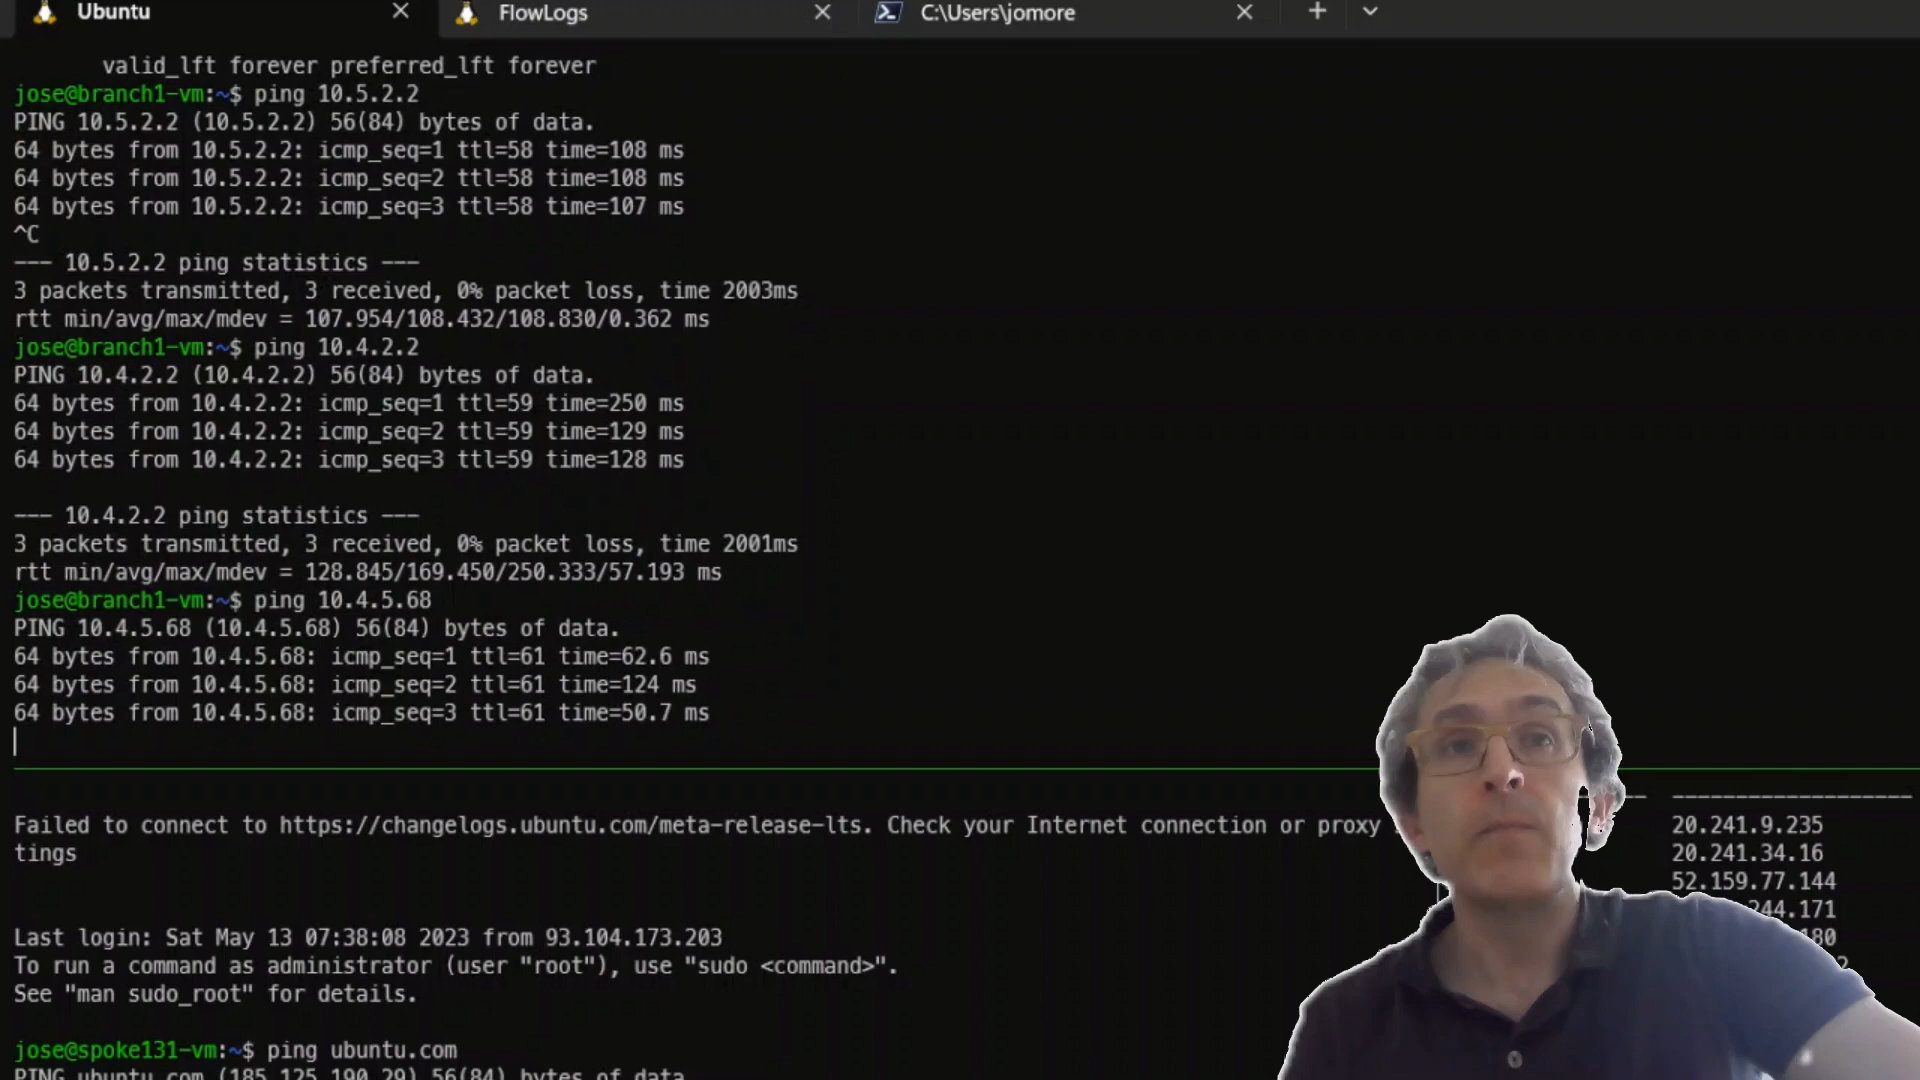 Ubuntu
FlowLogs
C:\Users\jomore
valid_lft forever preferred_lft forever
jose@branch1-vm:~$ ping 10.5.2.2
PING 10.5.2.2 (10.5.2.2) 56(84) bytes of data.
64 bytes from 10.5.2.2: icmp_seq=1 ttl=58 time=108 ms
64 bytes from 10.5.2.2: icmp_seq=2 ttl=58 time=108 ms
64 bytes from 10.5.2.2: icmp_seq=3 ttl=58 time=107 ms
^C
--- 10.5.2.2 ping statistics ---
3 packets transmitted, 3 received, 0% packet loss, time 2003ms
rtt min/avg/max/mdev = 107.954/108.432/108.830/0.362 ms
jose@branch1-vm:~$ ping 10.4.2.2
PING 10.4.2.2 (10.4.2.2) 56(84) bytes of data.
64 bytes from 10.4.2.2: icmp_seq=1 ttl=59 time=250 ms
64 bytes from 10.4.2.2: icmp_seq=2 ttl=59 time=129 ms
64 bytes from 10.4.2.2: icmp_seq=3 ttl=59 time=128 ms
--- 10.4.2.2 ping statistics ---
3 packets transmitted, 3 received, 0% packet loss, time 2001ms
rtt min/avg/max/mdev = 128.845/169.450/250.333/57.193 ms
jose@branch1-vm:~$ ping 10.4.5.68
PING 10.4.5.68 (10.4.5.68) 56(84) bytes of data.
64 bytes from 10.4.5.68: icmp_seq=1 ttl=61 time=62.6 ms
64 bytes from 10.4.5.68: icmp_seq=2 ttl=61 time=124 ms
64 bytes from 10.4.5.68: icmp_seq=3 ttl=61 time=50.7 ms
Failed to connect to https://changelogs.ubuntu.com/meta-release-lts. Check your Internet connection or proxy
tings
Last login: Sat May 13 07:38:08 2023 from 93.104.173.203
To run a command as administrator (user "root"), use "sudo <command>".
See "man sudo_root" for details.
jose@spoke131-vm:~$ ping ubuntu.com
PING ubuntu.com (185.125.190.29) 56(84) bytes of data.
20.241.9.235
20.241.34.16
52.159.77.144
244.171